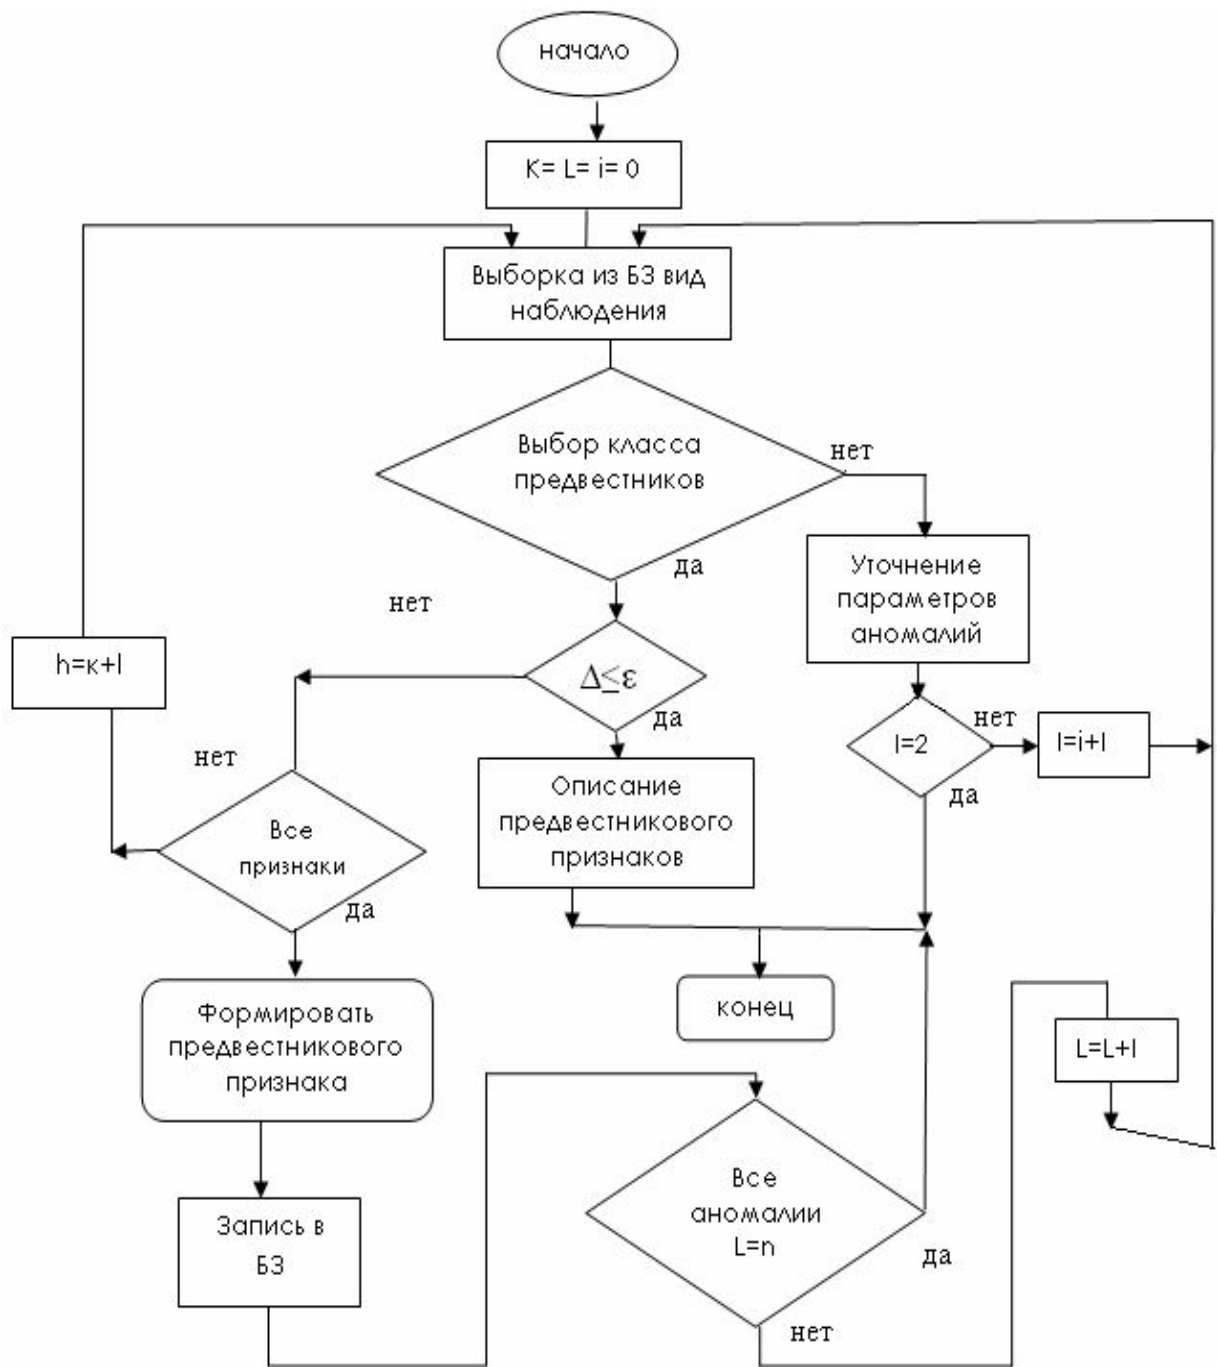 начало
K= L= i= 0
Выборка из БЗ вид
наблюдения
Выбор класса
предвестников
нет
да
Уточнение
параметров
аномалий
нет
h=к+l
Δ≤ε
да
l=2
нет
l=i+l
да
нет
Описание
предвестникового
признаков
Все
признаки
да
конец
Формировать
предвестникового
признака
L=L+l
Все
аномалии
L=n
да
нет
Запись в
БЗ